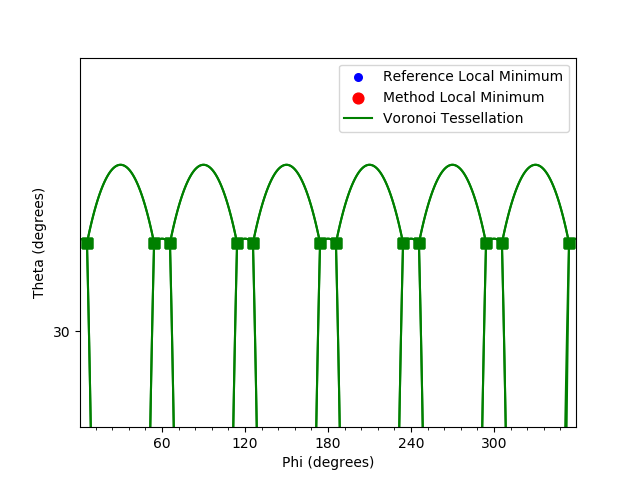 Reference Local Minimum
Method Local Minimum
Voronoi Tessellation
Theta (degrees)
30
60 120 180 240 300
Phi (degrees)